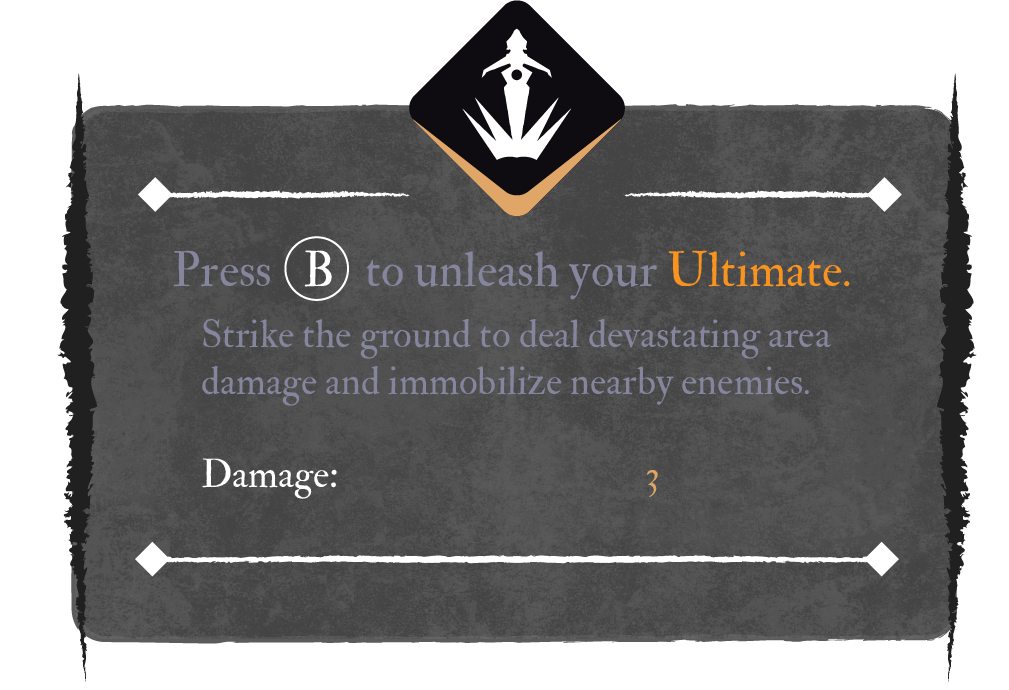 Press B to unleash your Ultimate.
Strike the ground to deal devastating area
damage and immobilize nearby enemies.
Damage: 3